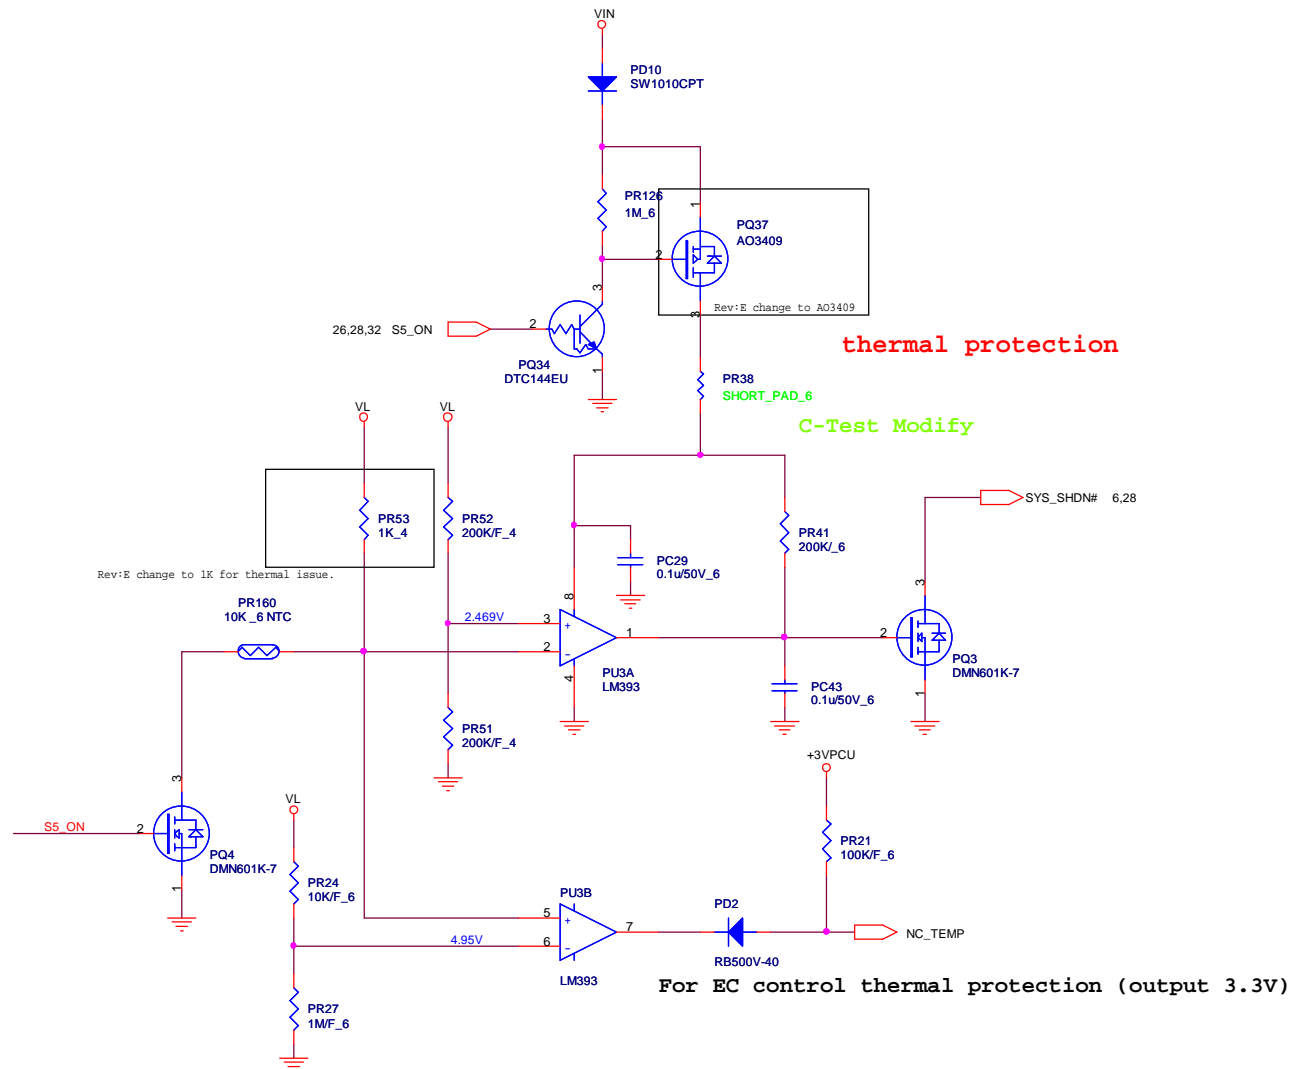 VIN
PD10
SW1010CPT
PR126
1M_6
1
PQ37
AO3409
2
3
Rev:E change to AO3409
3
26,28,32 S5_ON
2
PQ34
DTC144EU
1
thermal protection
PR38
SHORT_PAD_6
C-Test Modify
VL
VL
PR53
1K_4
PR52
200K/F_4
Rev:E change to 1K for thermal issue.
PR41
200K/_6
SYS_SHDN# 6,28
PC29
0.1u/50V_6
PR160
10K _6 NTC
2.469V
8
3
+
2
-
1
4
PU3A
LM393
3
2
1
PQ3
DMN601K-7
PC43
0.1u/50V_6
PR51
200K/F_4
+3VPCU
3
S5_ON
2
1
PQ4
DMN601K-7
VL
PR24
10K/F_6
PR21
100K/F_6
PU3B
5
+
4.95V
6
-
7
LM393
PD2
RB500V-40
NC_TEMP
For EC control thermal protection (output 3.3V)
PR27
1M/F_6